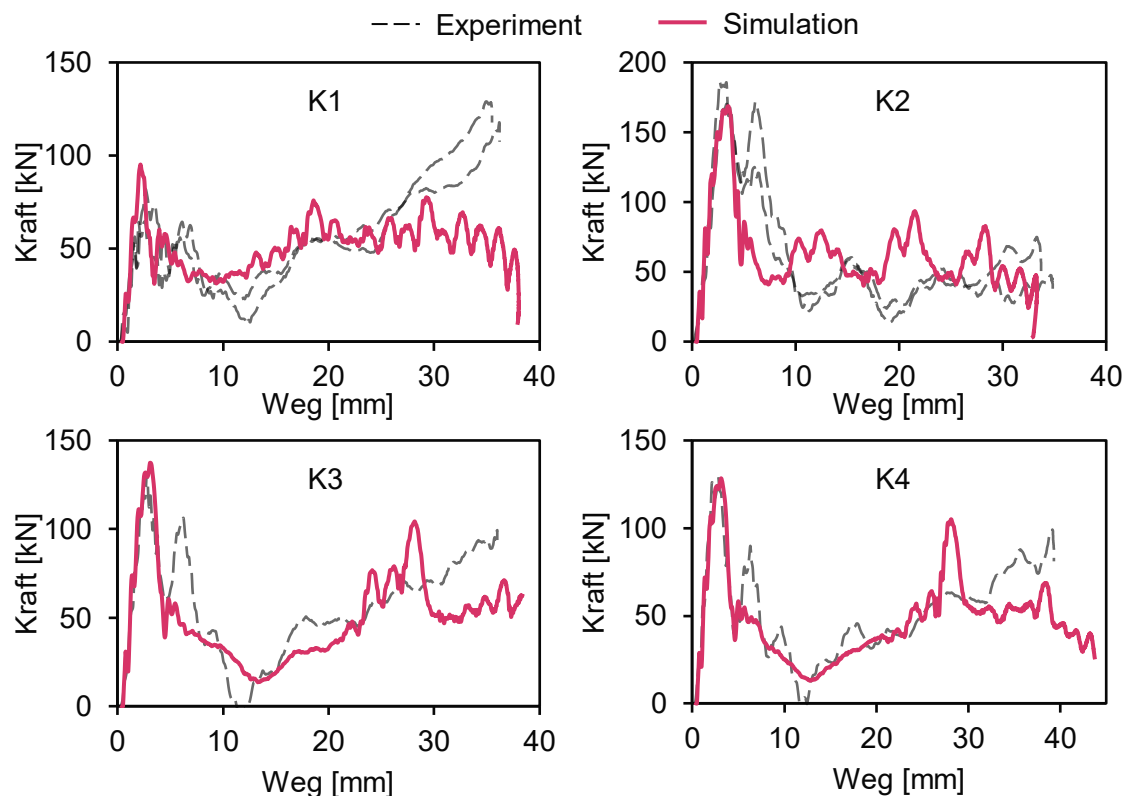 Experiment Simulation
150 200
K1 K2
Kraft [kN] Kraft [kN]
150
100
100
50
50
0 0
0 10 20 30 40 0 10 20 30 40
Weg [mm] Weg [mm]
150 150
K3 K4
Kraft [kN] Kraft [kN]
100 100
50 50
0 0
0 10 20 30 40 0 10 20 30 40
Weg [mm] Weg [mm]